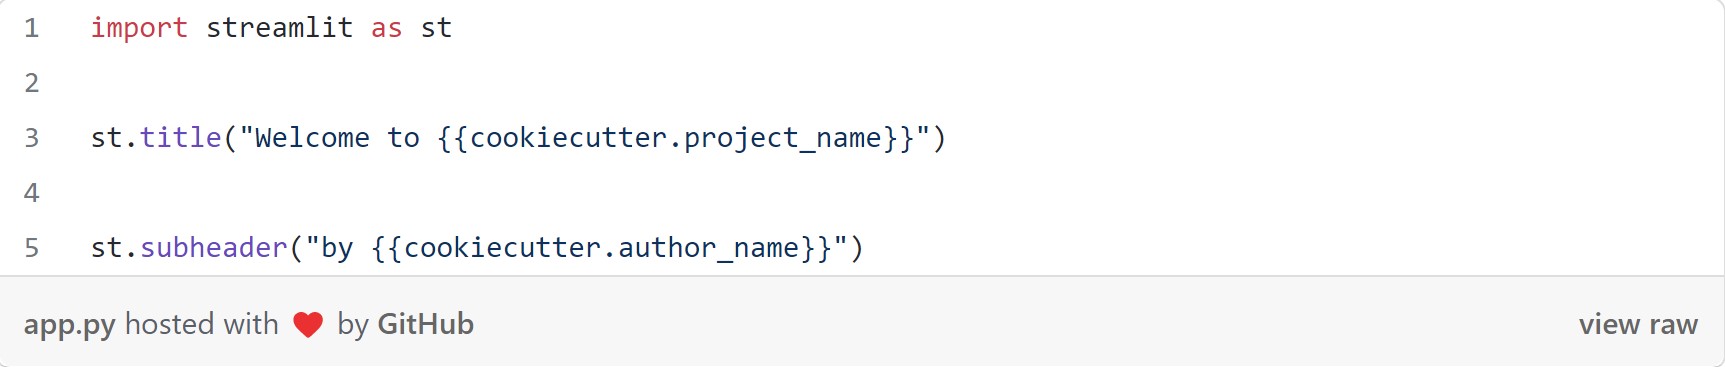 1 import streamlit as st
2
3 st.title("Welcome to {{cookiecutter.project_name}}")
4
5 st.subheader("by {{cookiecutter.author_name}}")
app.py hosted with ❤ by GitHub view raw